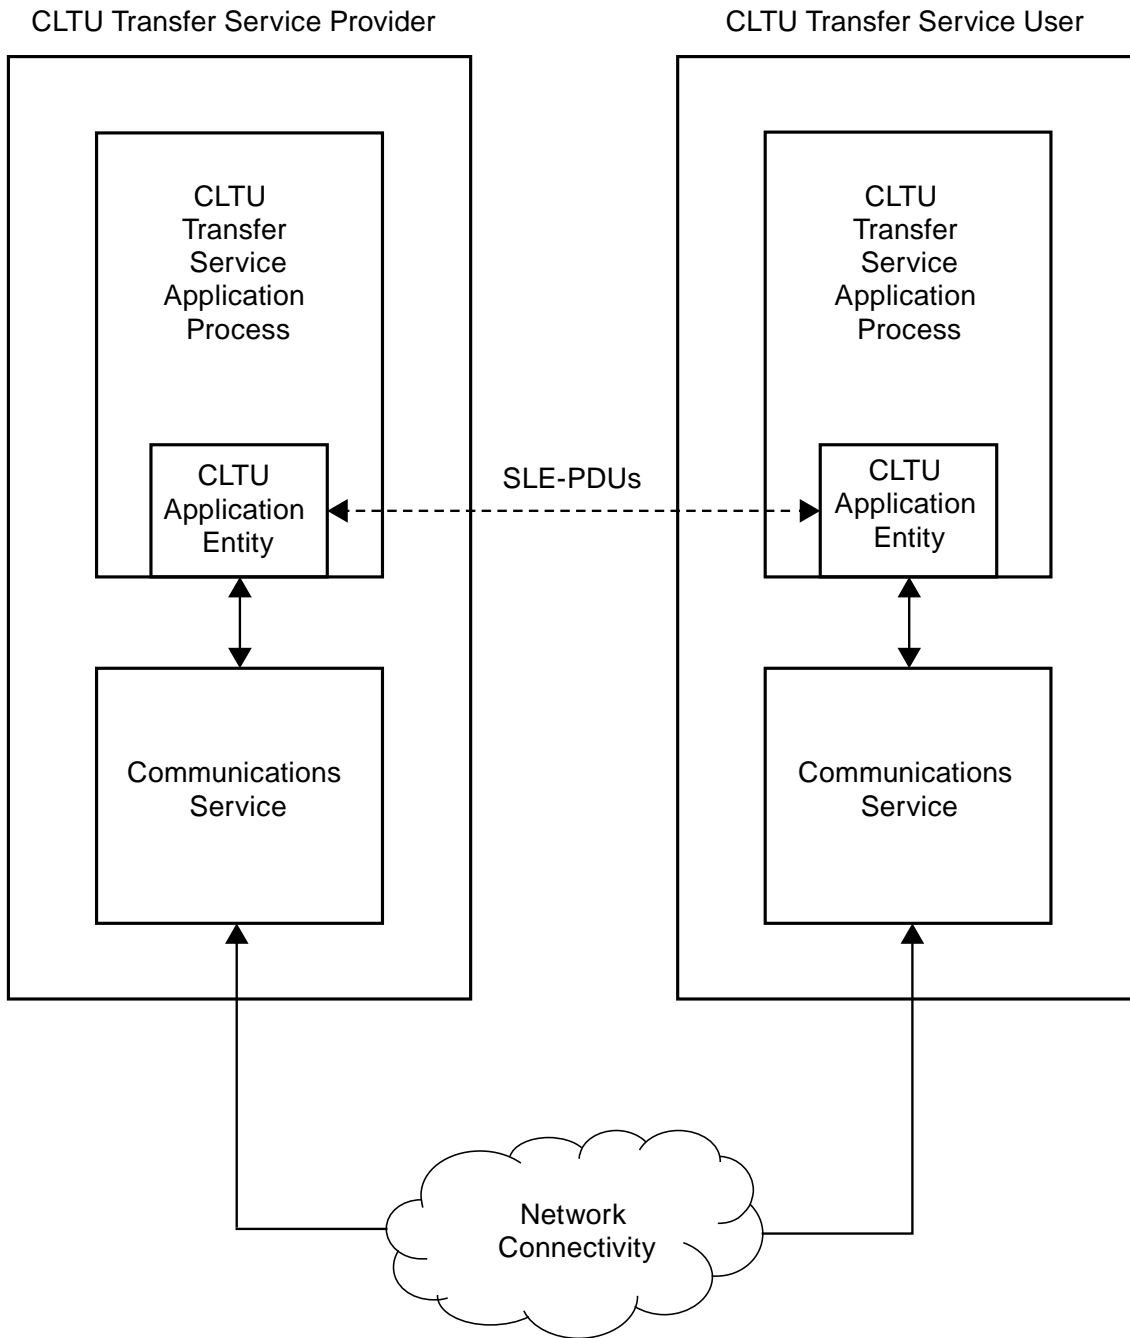 CLTU Transfer Service Provider
CLTU Transfer Service User
CLTU
Transfer
Service
Application
Process
CLTU
Transfer
Service
Application
Process
CLTU
Application
Entity
SLE-PDUs
CLTU
Application
Entity
Communications
Service
Communications
Service
Network
Connectivity